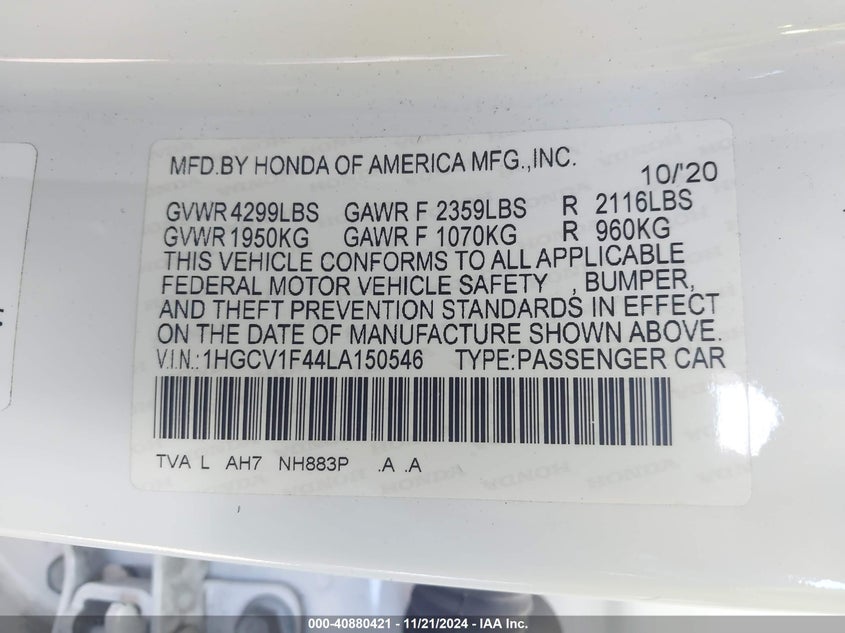 MFD.BY HONDA OF AMERICA MFG.,INC. 10/'20
GVWR 4299LBS GAWR F 2359LBS R 2116LBS
GVWR 1950KG GAWR F 1070KG R 960KG
THIS VEHICLE CONFORMS TO ALL APPLICABLE
FEDERAL MOTOR VEHICLE SAFETY , BUMPER,
AND THEFT PREVENTION STANDARDS IN EFFECT
ON THE DATE OF MANUFACTURE SHOWN ABOVE.
V.I.N.:1HGCV1F44LA150546 TYPE:PASSENGER CAR
TVA L AH7 NH883P .A .A
000-40880421 - 11/21/2024 - IAA Inc.